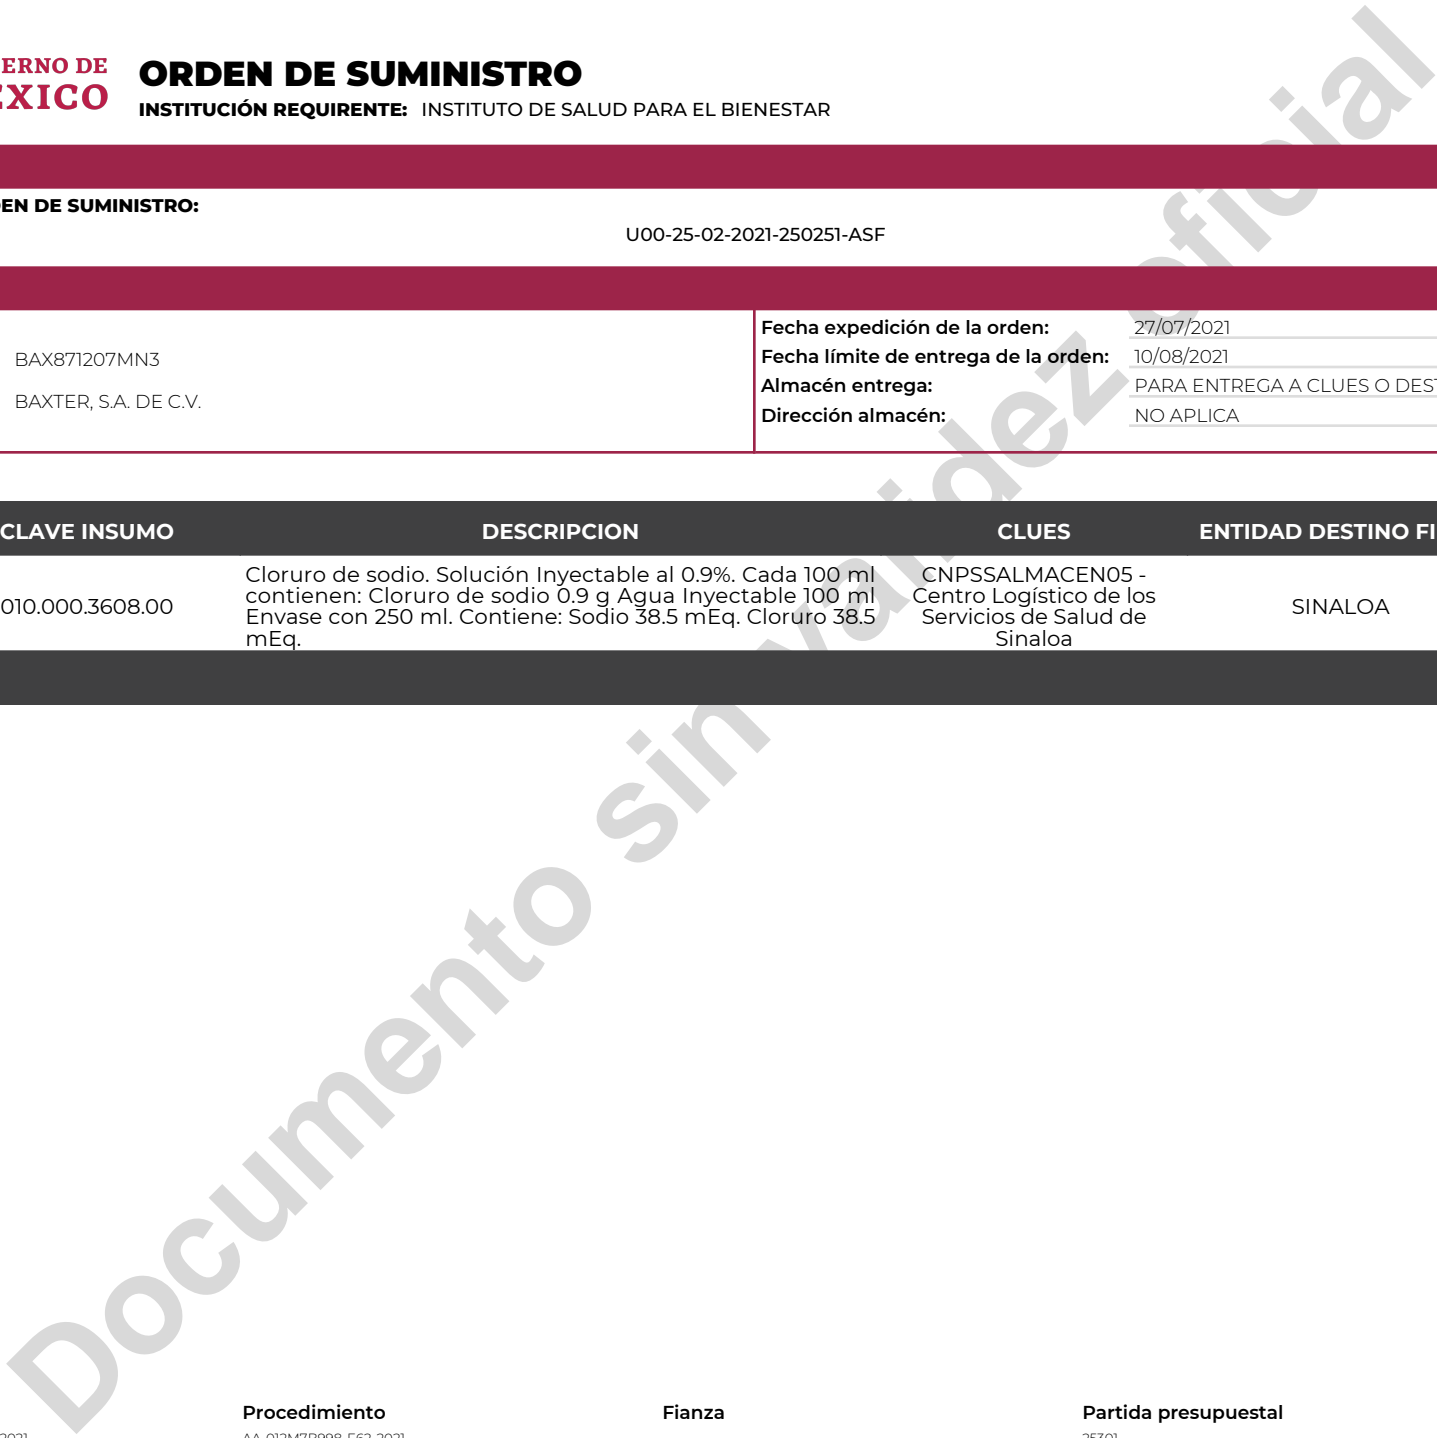 ERNO DE
EXICO
ORDEN DE SUMINISTRO
INSTITUCIÓN REQUIRENTE: INSTITUTO DE SALUD PARA EL BIENESTAR
EN DE SUMINISTRO:
U00-25-02-2021-250251-ASF
BAX871207MN3
BAXTER, S.A. DE C.V.
Fecha expedición de la orden: 27/07/2021
Fecha límite de entrega de la orden: 10/08/2021
Almacén entrega: PARA ENTREGA A CLUES O DEST
Dirección almacén: NO APLICA
CLAVE INSUMO DESCRIPCION CLUES ENTIDAD DESTINO FI
010.000.3608.00
Cloruro de sodio. Solución Inyectable al 0.9%. Cada 100 ml
contienen: Cloruro de sodio 0.9 g Agua Inyectable 100 ml
Envase con 250 ml. Contiene: Sodio 38.5 mEq. Cloruro 38.5
mEq.
CNPSSALMACEN05 -
Centro Logístico de los
Servicios de Salud de
Sinaloa
SINALOA
Documento sin validez oficial
Procedimiento Fianza Partida presupuestal